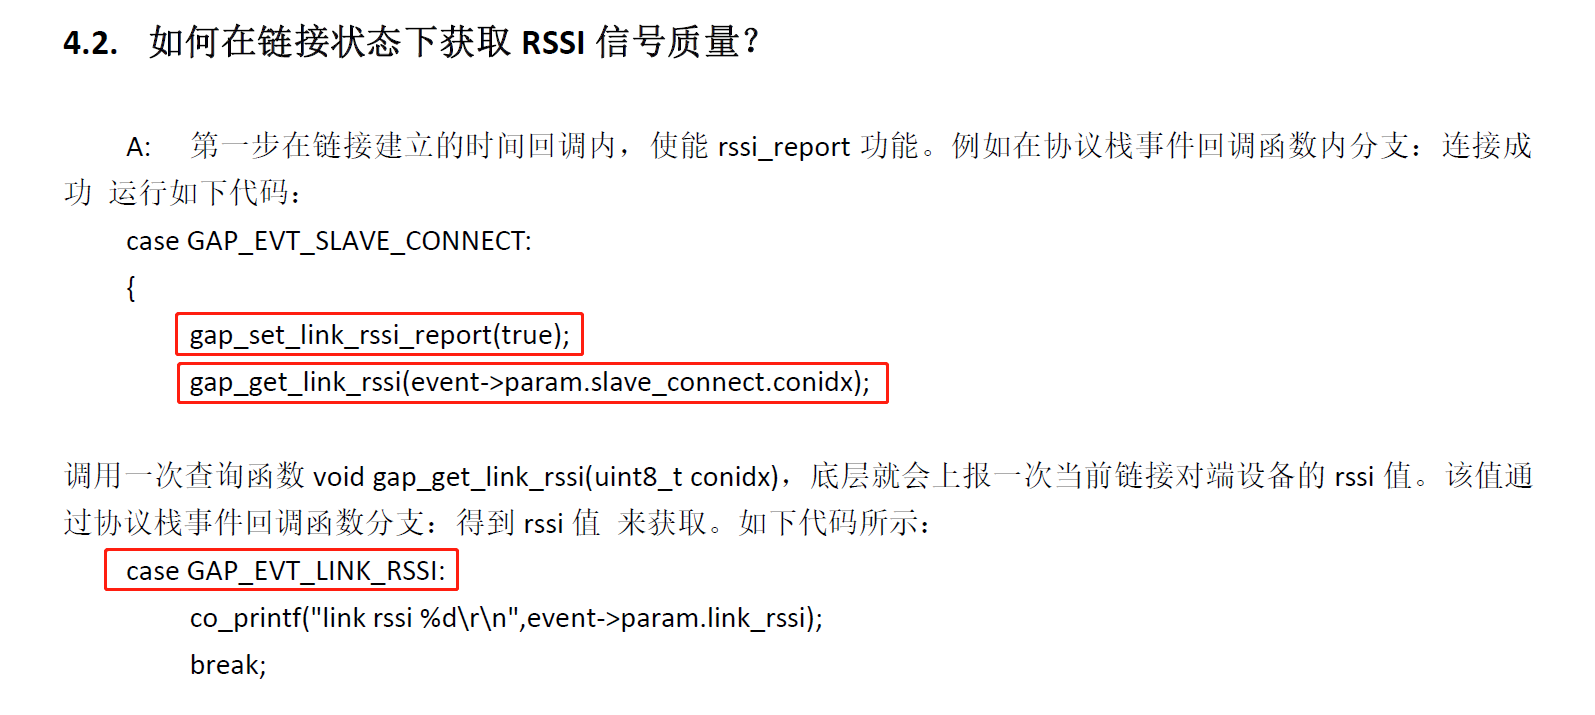 4.2. 如何在链接状态下获取 RSSI 信号质量？
A: 第一步在链接建立的时间回调内，使能 rssi_report 功能。例如在协议栈事件回调函数内分支：连接成
功 运行如下代码：
case GAP_EVT_SLAVE_CONNECT:
{
gap_set_link_rssi_report(true);
gap_get_link_rssi(event->param.slave_connect.conidx);
调用一次查询函数 void gap_get_link_rssi(uint8_t conidx)，底层就会上报一次当前链接对端设备的 rssi 值。该值通
过协议栈事件回调函数分支：得到 rssi 值 来获取。如下代码所示：
case GAP_EVT_LINK_RSSI:
co_printf("link rssi %d\r\n",event->param.link_rssi);
break;